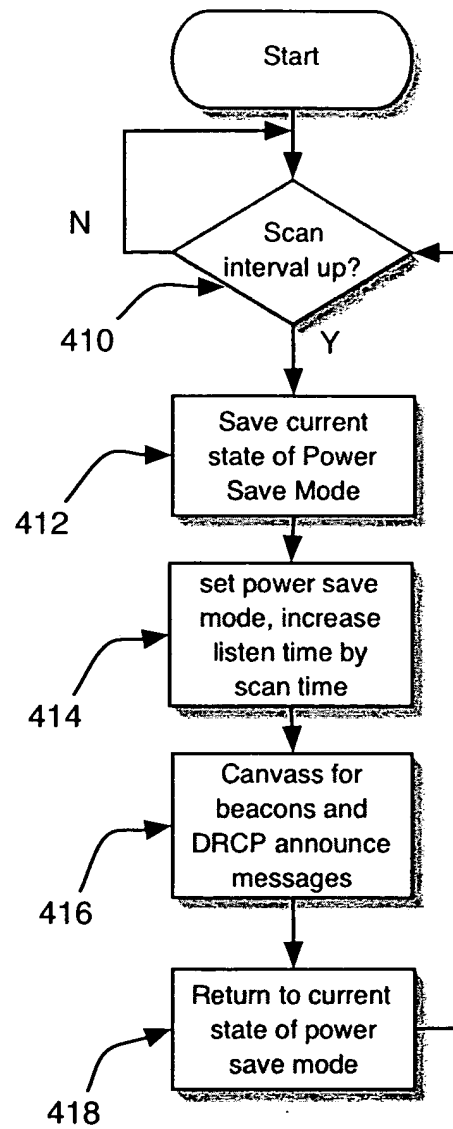 Start
N
Scan
interval up?
410
Y
Save current
state of Power
Save Mode
412
set power save
mode, increase
listen time by
scan time
414
Canvass for
beacons and
DRCP announce
messages
416
Return to current
state of power
save mode
418